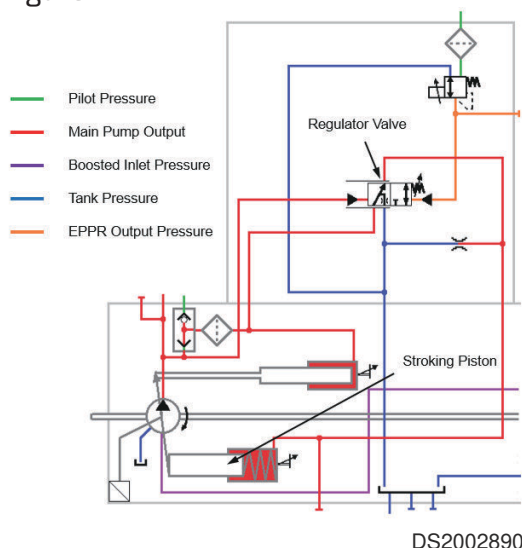 Pilot Pressure
Main Pump Output
Boosted Inlet Pressure
Tank Pressure
EPPR Output Pressure
Regulator Valve
Stroking Piston
DS2002890